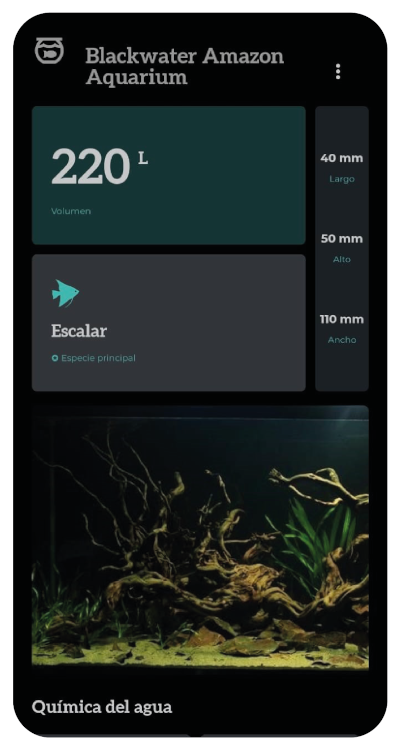 Blackwater Amazon
Aquarium
220 L
Volumen
40 mm
Largo
50 mm
Alto
110 mm
Ancho
Escalar
Especie principal
Química del agua